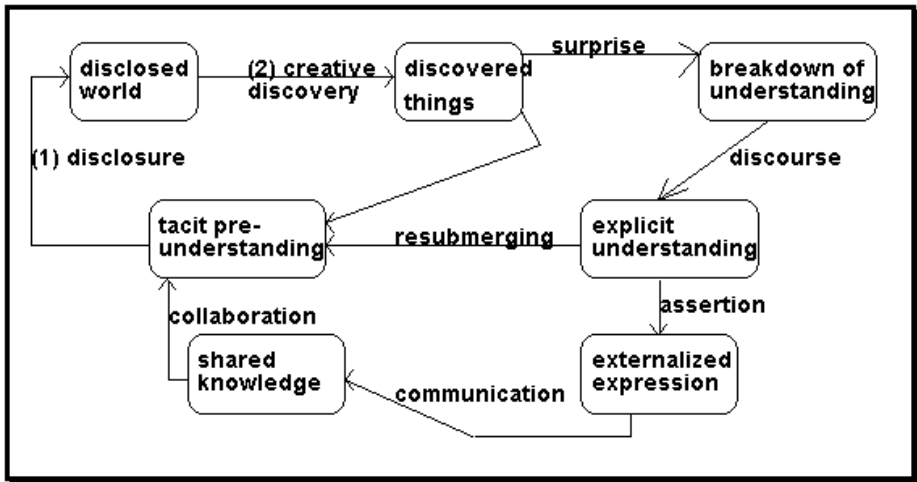 surprise
disclosed
world
(2) creative
discovery
discovered
things
breakdown of
understanding
(1) disclosure
discourse
tacit pre-
understanding
resubmerging
explicit
understanding
collaboration
assertion
shared
knowledge
communication
externalized
expression